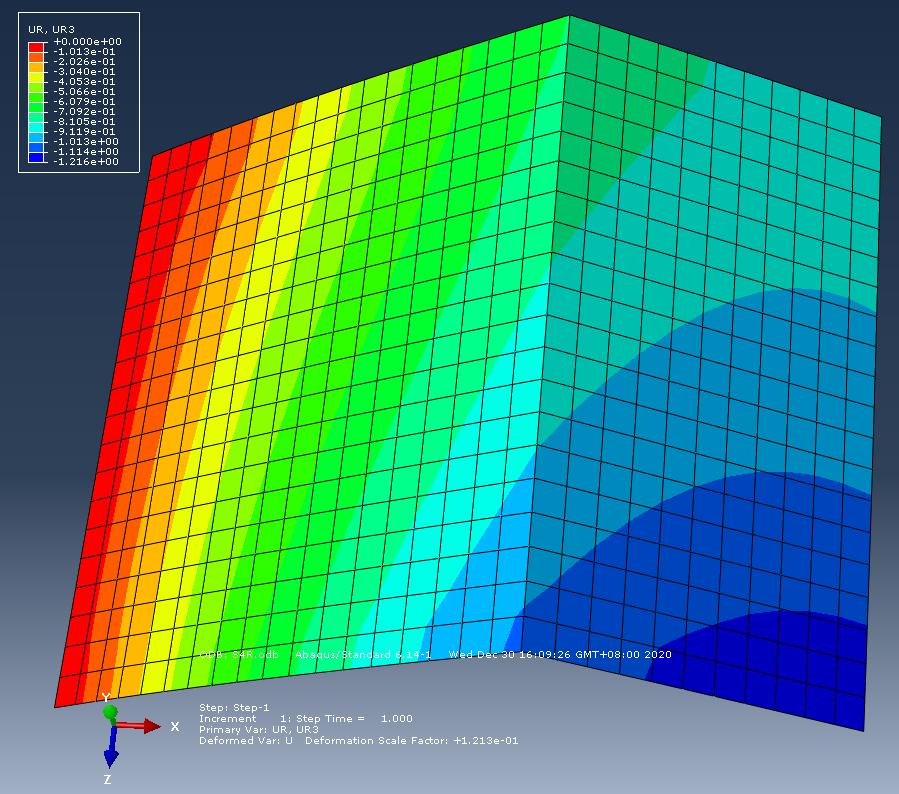 UR, UR3
+0.000e+00
-1.013e-01
-2.026e-01
-3.040e-01
-4.053e-01
-5.066e-01
-6.079e-01
-7.092e-01
-8.105e-01
-9.119e-01
-1.013e+00
-1.114e+00
-1.216e+00
ODB: S4R.odb Abaqus/Standard 6.14-1 Wed Dec 30 16:09:26 GMT+08:00 2020
Y
X
Z
Step: Step-1
Increment 1: Step Time = 1.000
Primary Var: UR, UR3
Deformed Var: U Deformation Scale Factor: +1.213e-01